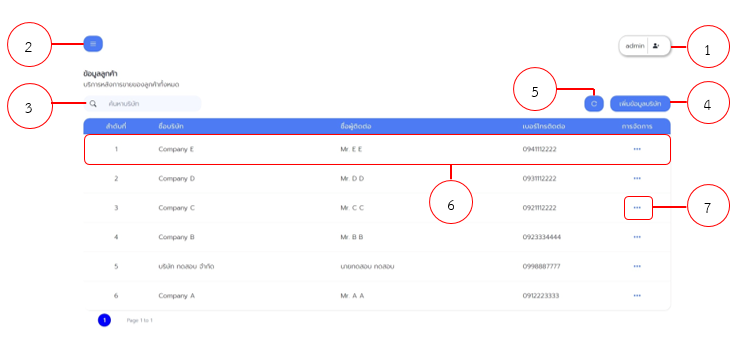 2
admin
1
ข้อมูลลูกค้า
บริการหลังการขายของลูกค้าทั้งหมด
5
3
ค้นหาบริษัท
เพิ่มข้อมูลบริษัท
4
ลำดับที่ ชื่อบริษัท ชื่อผู้ติดต่อ เบอร์โทรติดต่อ การจัดการ
1 Company E Mr. E E 0941112222 •••
2 Company D Mr. D D 0931112222 •••
6
3 Company C Mr. C C 0921112222 •••
7
4 Company B Mr. B B 0923334444 •••
5 บริษัท ทดสอบ จำกัด นายทดสอบ ทดสอบ 0998887777 •••
6 Company A Mr. A A 0912223333 •••
1 Page 1 to 1